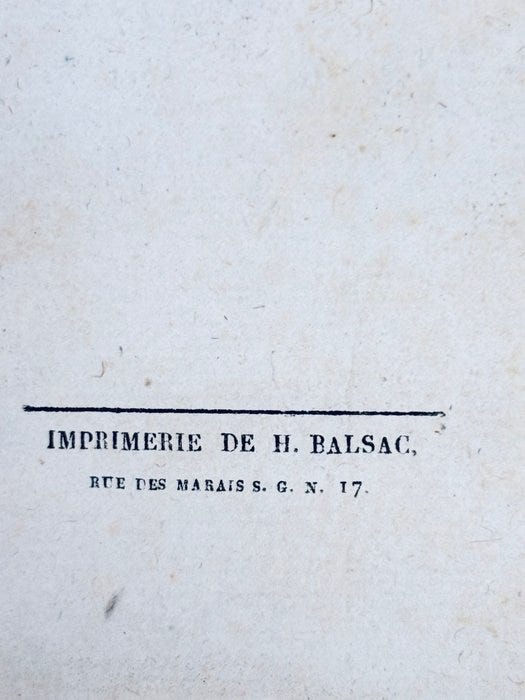 IMPRIMERIE DE H. BALSAC,
RUE DES MARAIS S. G. N. 17.